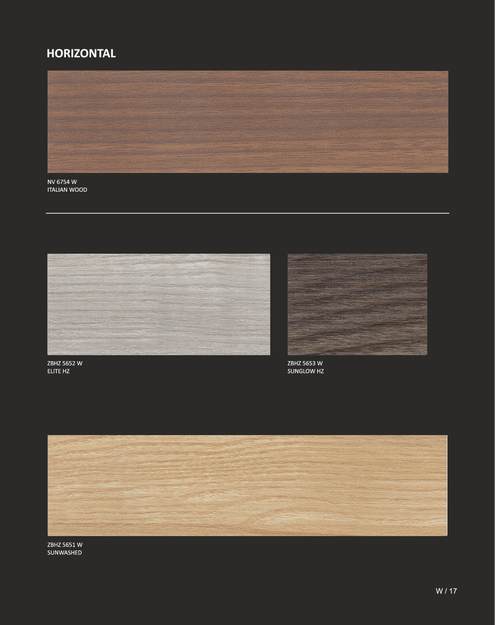 HORIZONTAL
NV 6754 W
ITALIAN WOOD
ZBHZ 5652 W
ELITE HZ
ZBHZ 5653 W
SUNGLOW HZ
ZBHZ 5651 W
SUNWASHED
W / 17